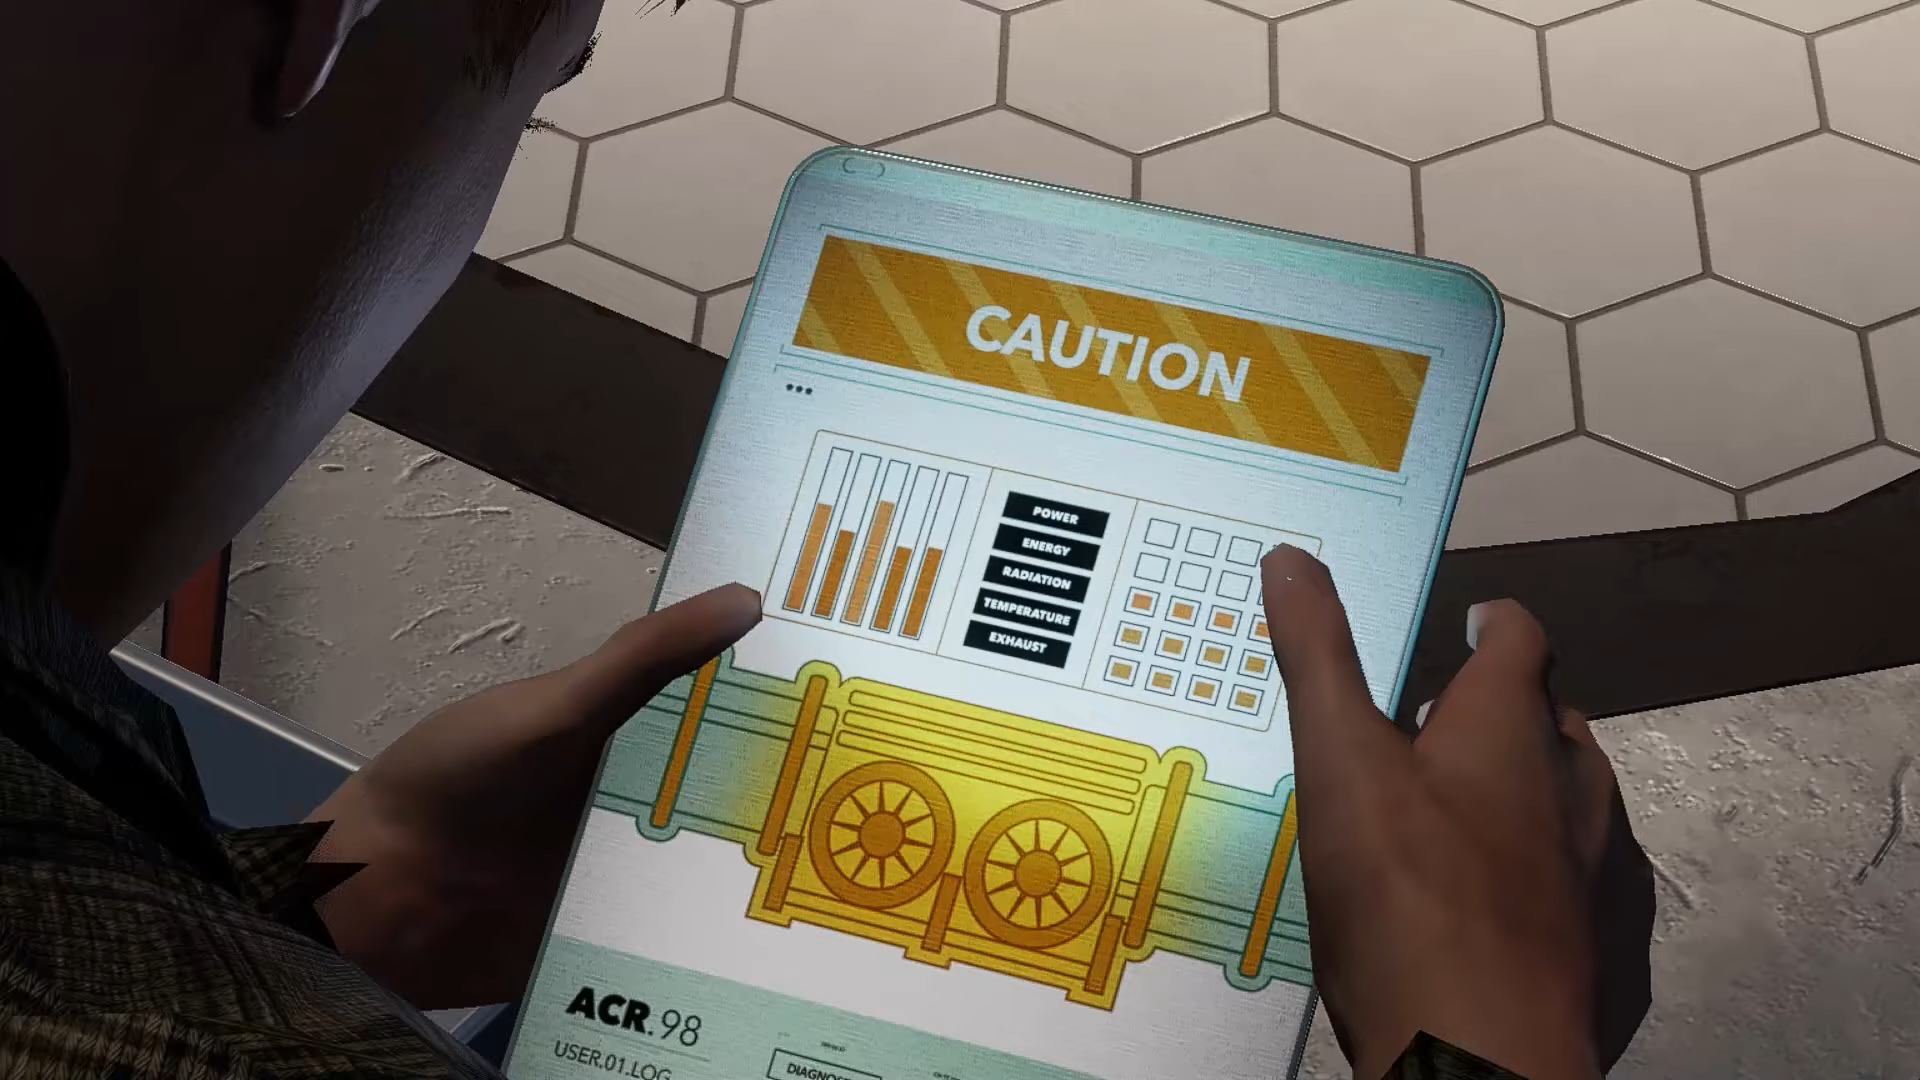 CAUTION
POWER
ENERGY
RADIATION
TEMPERATURE
EXHAUST
ACR.98
USER.01.LOG